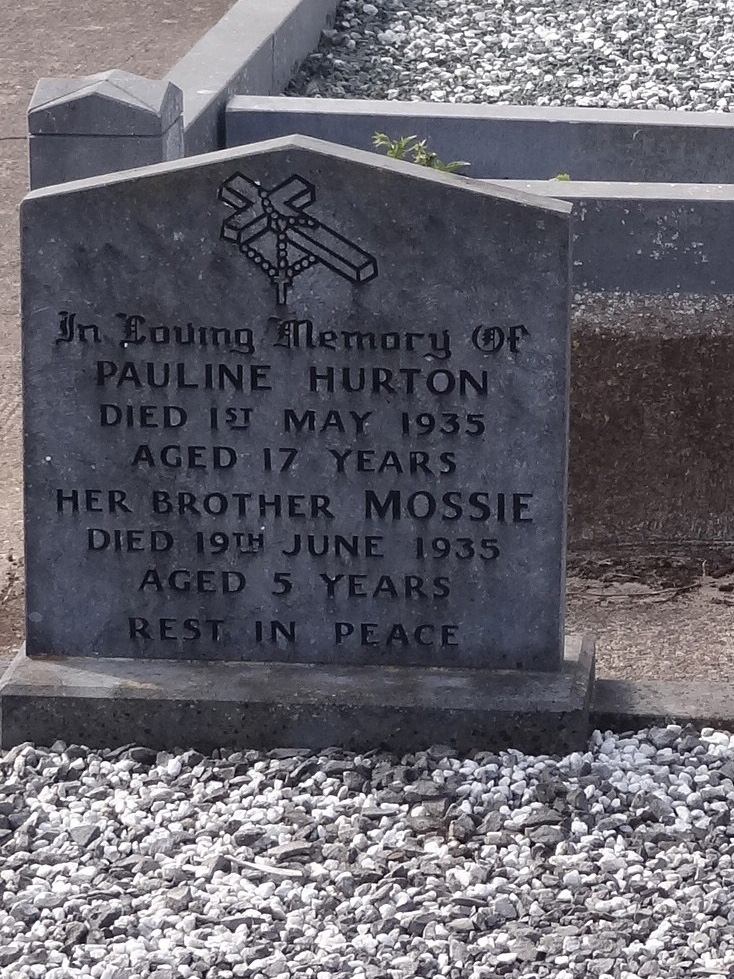 In Loving Memory Of
PAULINE HURTON
DIED 1ST MAY 1935
AGED 17 YEARS
HER BROTHER MOSSIE
DIED 19TH JUNE 1935
AGED 5 YEARS
REST IN PEACE